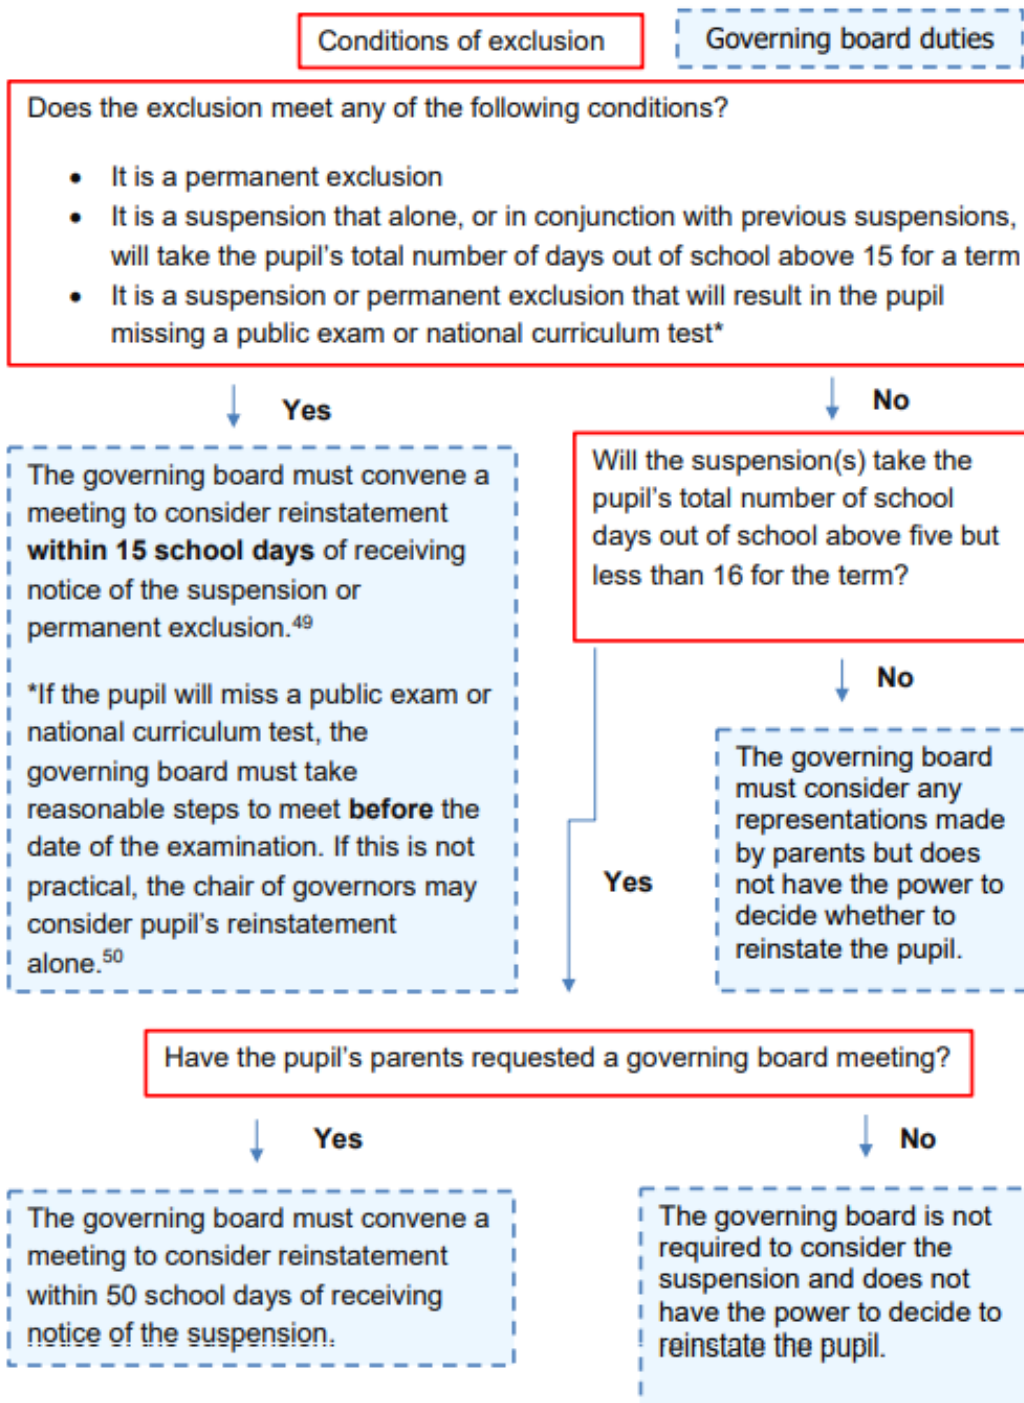 Conditions of exclusion
Governing board duties
Does the exclusion meet any of the following conditions?
• It is a permanent exclusion
• It is a suspension that alone, or in conjunction with previous suspensions,
will take the pupil's total number of days out of school above 15 for a term
• It is a suspension or permanent exclusion that will result in the pupil
missing a public exam or national curriculum test*
Yes
No
The governing board must convene a
meeting to consider reinstatement
within 15 school days of receiving
notice of the suspension or
permanent exclusion.49
*If the pupil will miss a public exam or
national curriculum test, the
governing board must take
reasonable steps to meet before the
date of the examination. If this is not
practical, the chair of governors may
consider pupil's reinstatement
alone.50
Will the suspension(s) take the
pupil's total number of school
days out of school above five but
less than 16 for the term?
No
The governing board
must consider any
representations made
by parents but does
not have the power to
decide whether to
reinstate the pupil.
Yes
Have the pupil's parents requested a governing board meeting?
Yes
No
The governing board must convene a
meeting to consider reinstatement
within 50 school days of receiving
notice of the suspension.
The governing board is not
required to consider the
suspension and does not
have the power to decide to
reinstate the pupil.